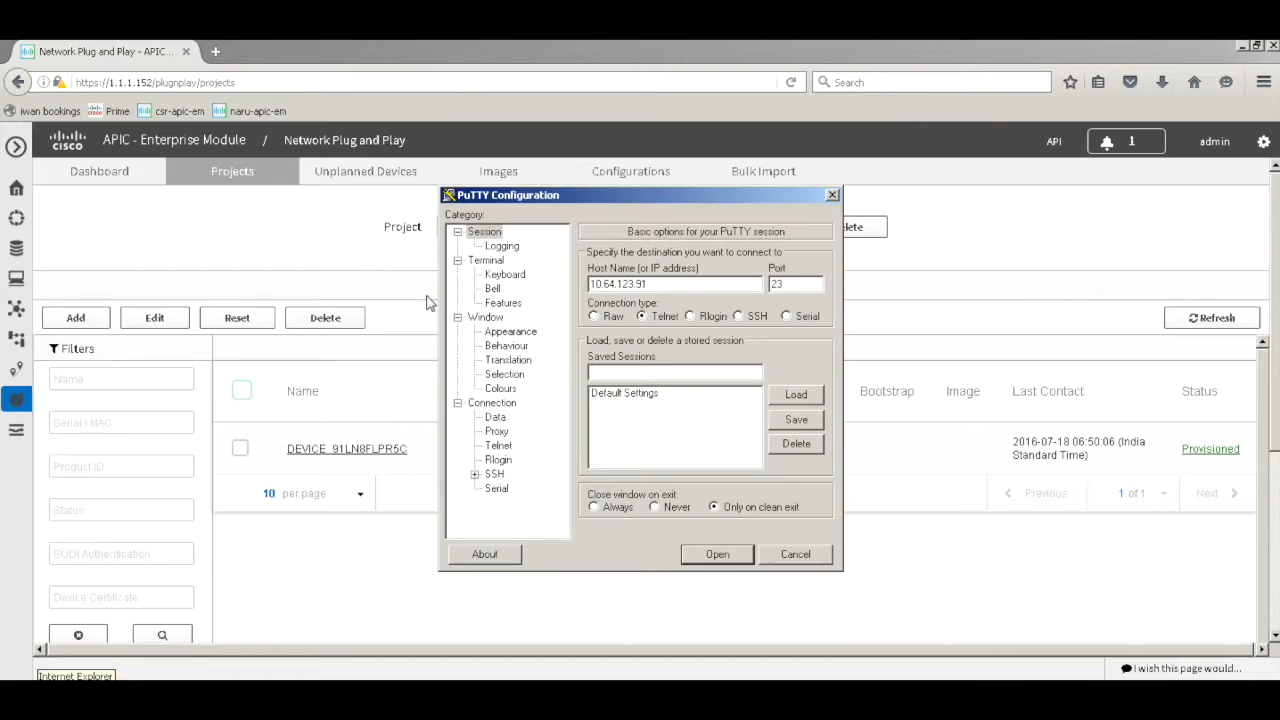 Network Plug and Play - APIC...
https://1.1.1.152/plugnplay/projects
Search
iwan bookings
Prime
csr-apic-em
naru-apic-em
CISCO
APIC - Enterprise Module / Network Plug and Play
API
1
admin
Dashboard
Projects
Unplanned Devices
Images
Configurations
Bulk Import
Project
elete
Add
Edit
Reset
Delete
Refresh
Filters
Name
Serial / MAC
Product ID
Status
SUDI Authentication
Device Certificate
Name
Bootstrap
Image
Last Contact
Status
DEVICE_91LN8FLPR5C
2016-07-18 06:50:06 (India
Standard Time)
Provisioned
10 per page
Previous
1 of 1
Next
PuTTY Configuration
Category:
Session
Logging
Terminal
Keyboard
Bell
Features
Window
Appearance
Behaviour
Translation
Selection
Colours
Connection
Data
Proxy
Telnet
Rlogin
SSH
Serial
Basic options for your PuTTY session
Specify the destination you want to connect to
Host Name (or IP address)
Port
10.64.123.91
23
Connection type:
Raw
Telnet
Rlogin
SSH
Serial
Load, save or delete a stored session
Saved Sessions
Default Settings
Load
Save
Delete
Close window on exit:
Always
Never
Only on clean exit
About
Open
Cancel
Internet Explorer
I wish this page would...